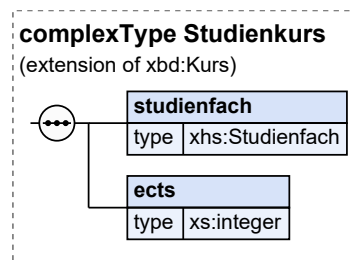 complexType Studienkurs
(extension of xbd:Kurs)
studienfach
type xhs:Studienfach
ects
type xs:integer